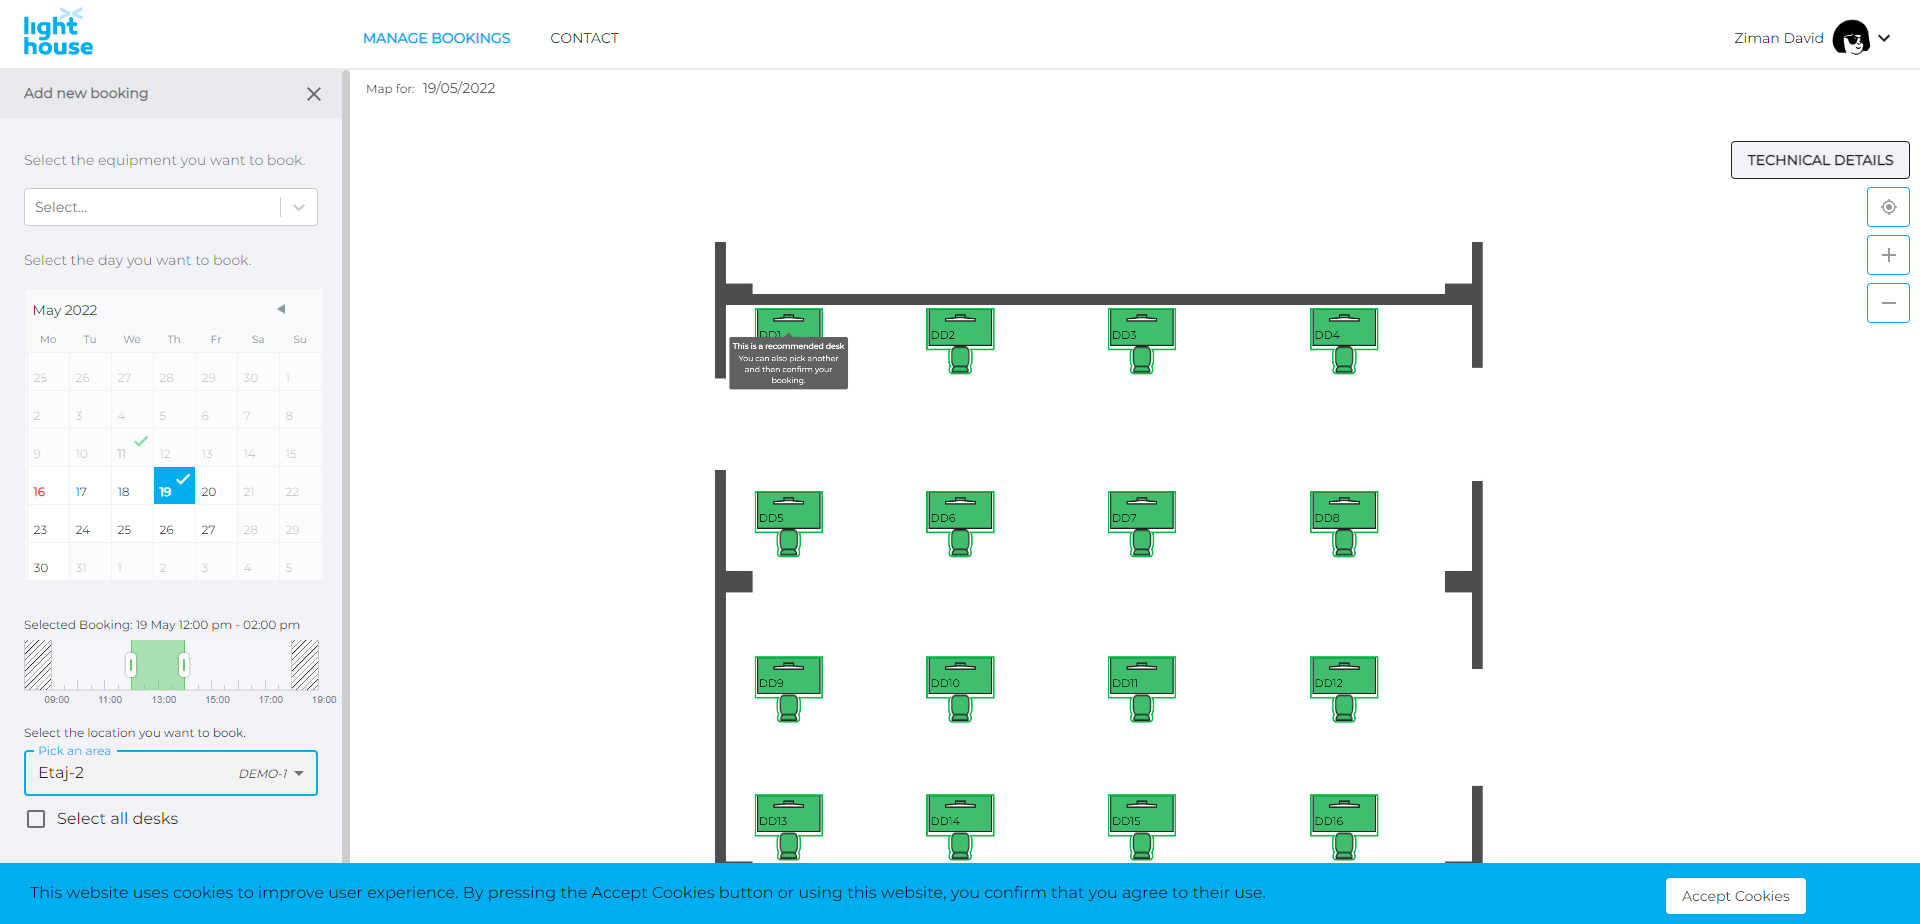 light
house
MANAGE BOOKINGS
CONTACT
Ziman David
Add new booking
Map for: 19/05/2022
Select the equipment you want to book.
Select...
Select the day you want to book.
May 2022
Mo Tu We Th Fr Sa Su
25 26 27 28 29 30 1
2 3 4 5 6 7 8
9 10 11 12 13 14 15
16 17 18 19 20 21 22
23 24 25 26 27 28 29
30 31 1 2 3 4 5
Selected Booking: 19 May 12:00 pm - 02:00 pm
09:00 11:00 13:00 15:00 17:00 19:00
Select the location you want to book.
Pick an area
Etaj-2 DEMO-1
Select all desks
TECHNICAL DETAILS
DD1 DD2 DD3 DD4
This is a recommended desk
You can also pick another
and then confirm your
booking.
DD5 DD6 DD7 DD8
DD9 DD10 DD11 DD12
DD13 DD14 DD15 DD16
This website uses cookies to improve user experience. By pressing the Accept Cookies button or using this website, you confirm that you agree to their use.
Accept Cookies